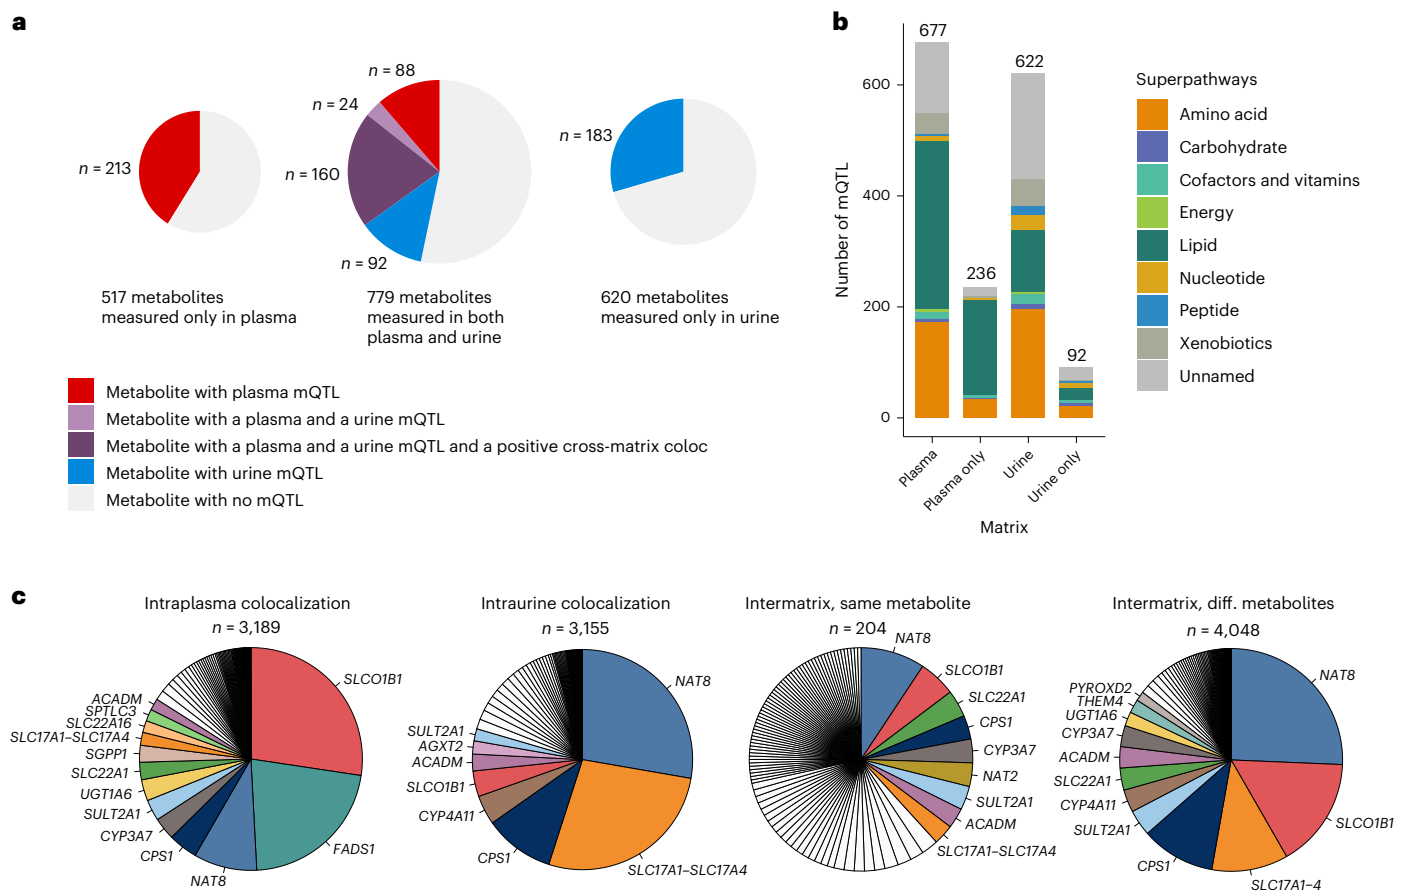 a
n = 88
n = 24
n = 213
n = 160
n = 92
n = 183
517 metabolites
measured only in plasma
779 metabolites
measured in both
plasma and urine
620 metabolites
measured only in urine
Metabolite with plasma mQTL
Metabolite with a plasma and a urine mQTL
Metabolite with a plasma and a urine mQTL and a positive cross-matrix coloc
Metabolite with urine mQTL
Metabolite with no mQTL
b
Number of mQTL
600
400
200
0
677
236
622
92
Plasma
Plasma only
Urine
Urine only
Matrix
Superpathways
Amino acid
Carbohydrate
Cofactors and vitamins
Energy
Lipid
Nucleotide
Peptide
Xenobiotics
Unnamed
c
Intraplasma colocalization
n = 3,189
SLCO1B1
FADS1
NAT8
CPS1
CYP3A7
SULT2A1
UGT1A6
SLC22A1
SGPP1
SLC17A1–SLC17A4
SLC22A16
SPTLC3
ACADM
Intraurine colocalization
n = 3,155
NAT8
SLC17A1–SLC17A4
CPS1
CYP4A11
SLCO1B1
ACADM
AGXT2
SULT2A1
Intermatrix, same metabolite
n = 204
NAT8
SLCO1B1
SLC22A1
CPS1
CYP3A7
NAT2
SULT2A1
ACADM
SLC17A1–SLC17A4
Intermatrix, diff. metabolites
n = 4,048
NAT8
SLCO1B1
SLC17A1–4
CPS1
SULT2A1
CYP4A11
SLC22A1
ACADM
CYP3A7
UGT1A6
THEM4
PYROXD2